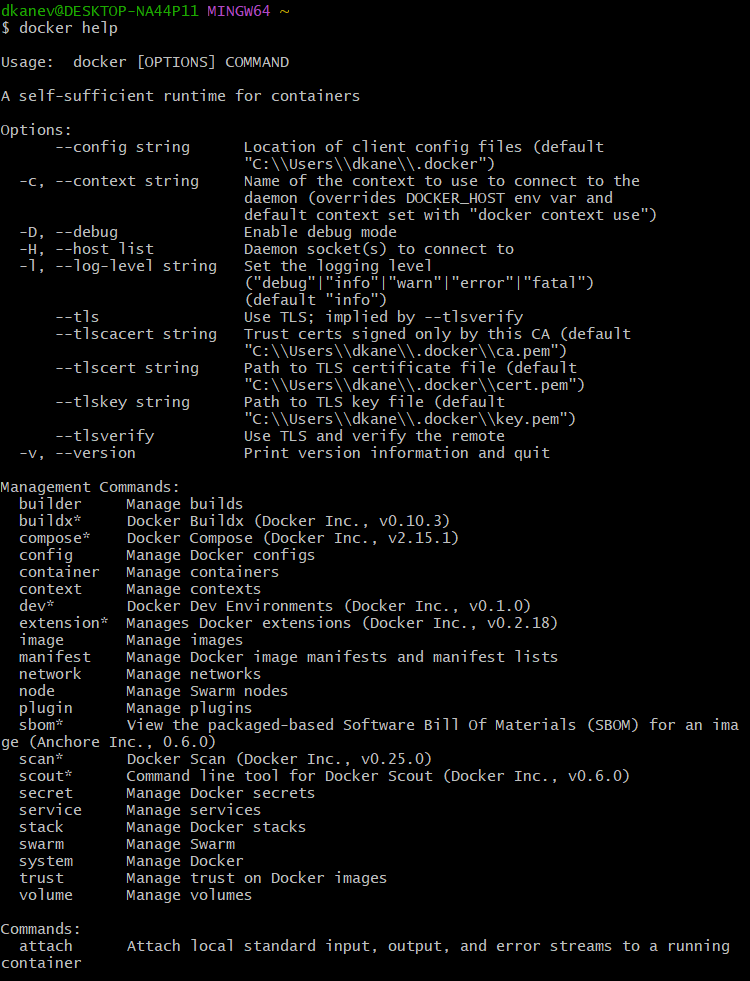 dkanev@DESKTOP-NA44P11 MINGW64 ~
$ docker help

Usage:  docker [OPTIONS] COMMAND

A self-sufficient runtime for containers

Options:
      --config string      Location of client config files (default
                           "C:\\Users\\dkane\\.docker")
  -c, --context string     Name of the context to use to connect to the
                           daemon (overrides DOCKER_HOST env var and
                           default context set with "docker context use")
  -D, --debug              Enable debug mode
  -H, --host list          Daemon socket(s) to connect to
  -l, --log-level string   Set the logging level
                           ("debug"|"info"|"warn"|"error"|"fatal")
                           (default "info")
      --tls                Use TLS; implied by --tlsverify
      --tlscacert string   Trust certs signed only by this CA (default
                           "C:\\Users\\dkane\\.docker\\ca.pem")
      --tlscert string     Path to TLS certificate file (default
                           "C:\\Users\\dkane\\.docker\\cert.pem")
      --tlskey string      Path to TLS key file (default
                           "C:\\Users\\dkane\\.docker\\key.pem")
      --tlsverify          Use TLS and verify the remote
  -v, --version            Print version information and quit

Management Commands:
  builder     Manage builds
  buildx*     Docker Buildx (Docker Inc., v0.10.3)
  compose*    Docker Compose (Docker Inc., v2.15.1)
  config      Manage Docker configs
  container   Manage containers
  context     Manage contexts
  dev*        Docker Dev Environments (Docker Inc., v0.1.0)
  extension*  Manages Docker extensions (Docker Inc., v0.2.18)
  image       Manage images
  manifest    Manage Docker image manifests and manifest lists
  network     Manage networks
  node        Manage Swarm nodes
  plugin      Manage plugins
  sbom*       View the packaged-based Software Bill Of Materials (SBOM) for an ima
ge (Anchore Inc., 0.6.0)
  scan*       Docker Scan (Docker Inc., v0.25.0)
  scout*      Command line tool for Docker Scout (Docker Inc., v0.6.0)
  secret      Manage Docker secrets
  service     Manage services
  stack       Manage Docker stacks
  swarm       Manage Swarm
  system      Manage Docker
  trust       Manage trust on Docker images
  volume      Manage volumes

Commands:
  attach      Attach local standard input, output, and error streams to a running
container